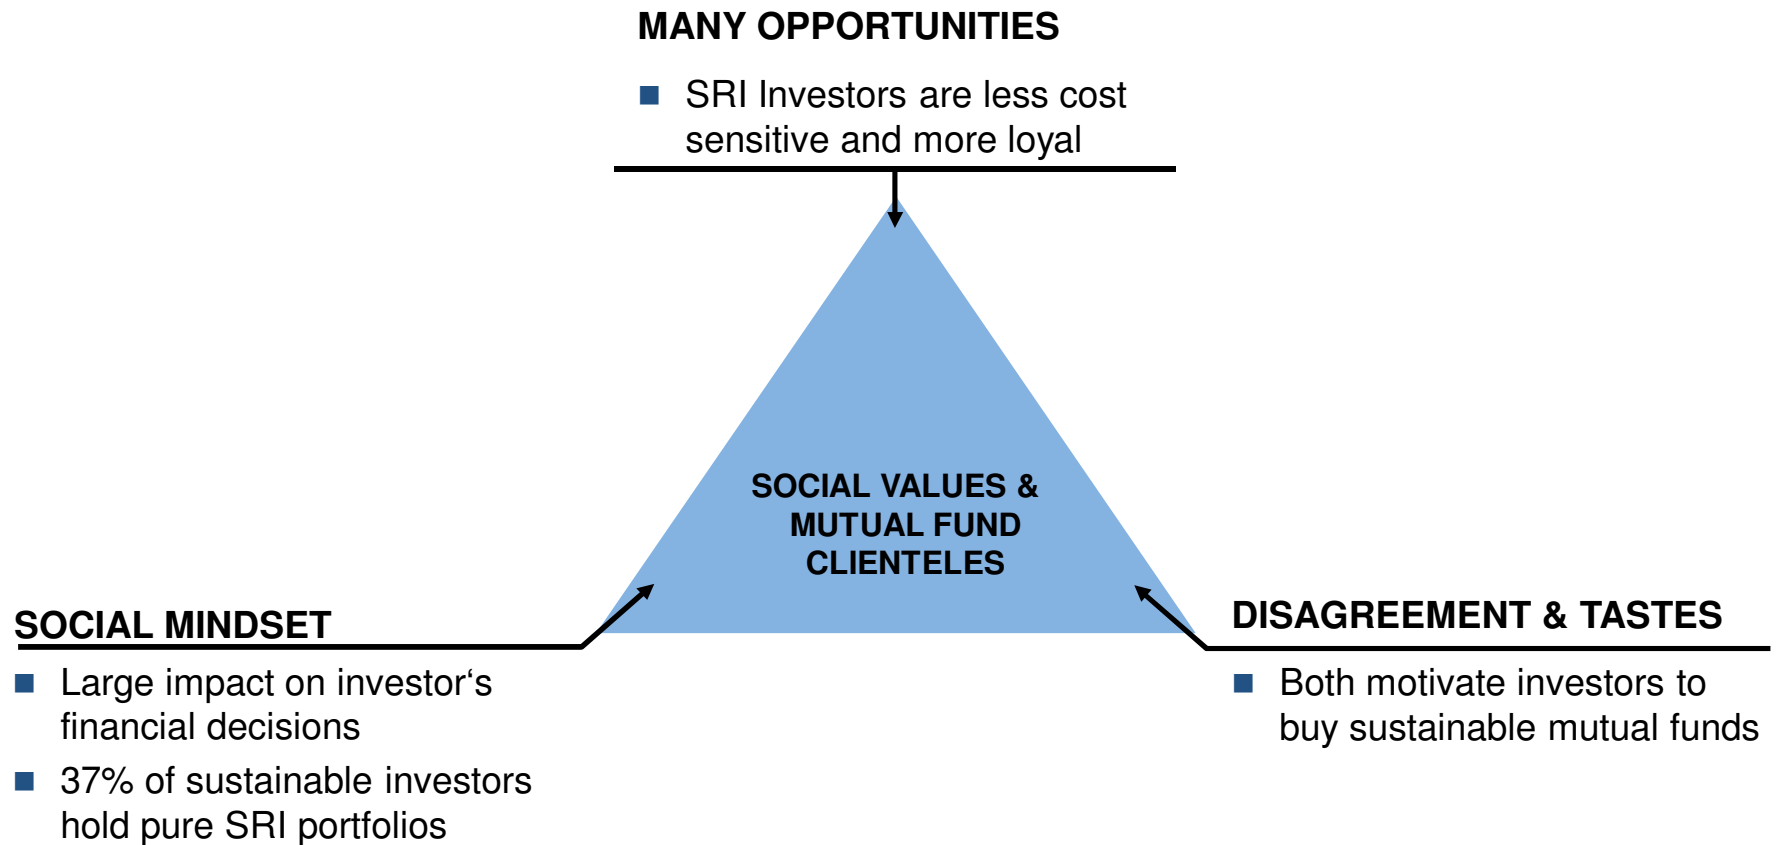 MANY OPPORTUNITIES
SRI Investors are less cost
sensitive and more loyal
SOCIAL VALUES &
MUTUAL FUND
CLIENTELES
SOCIAL MINDSET
Large impact on investor‘s
financial decisions
37% of sustainable investors
hold pure SRI portfolios
DISAGREEMENT & TASTES
Both motivate investors to
buy sustainable mutual funds